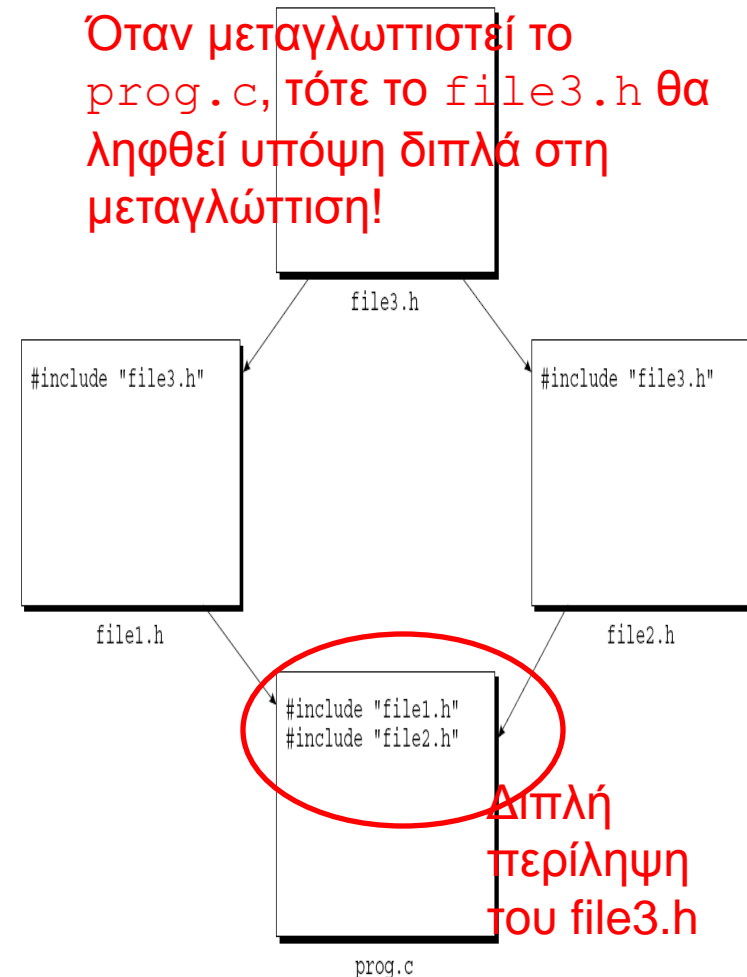 Όταν μεταγλωττιστεί το
prog.c, τότε το file3.h θα
ληφθεί υπόψη διπλά στη
μεταγλώττιση!
file3.h
#include "file3.h"
#include "file3.h"
file1.h
file2.h
#include "file1.h"
#include "file2.h"
Διπλή
περίληψη
του file3.h
prog.c